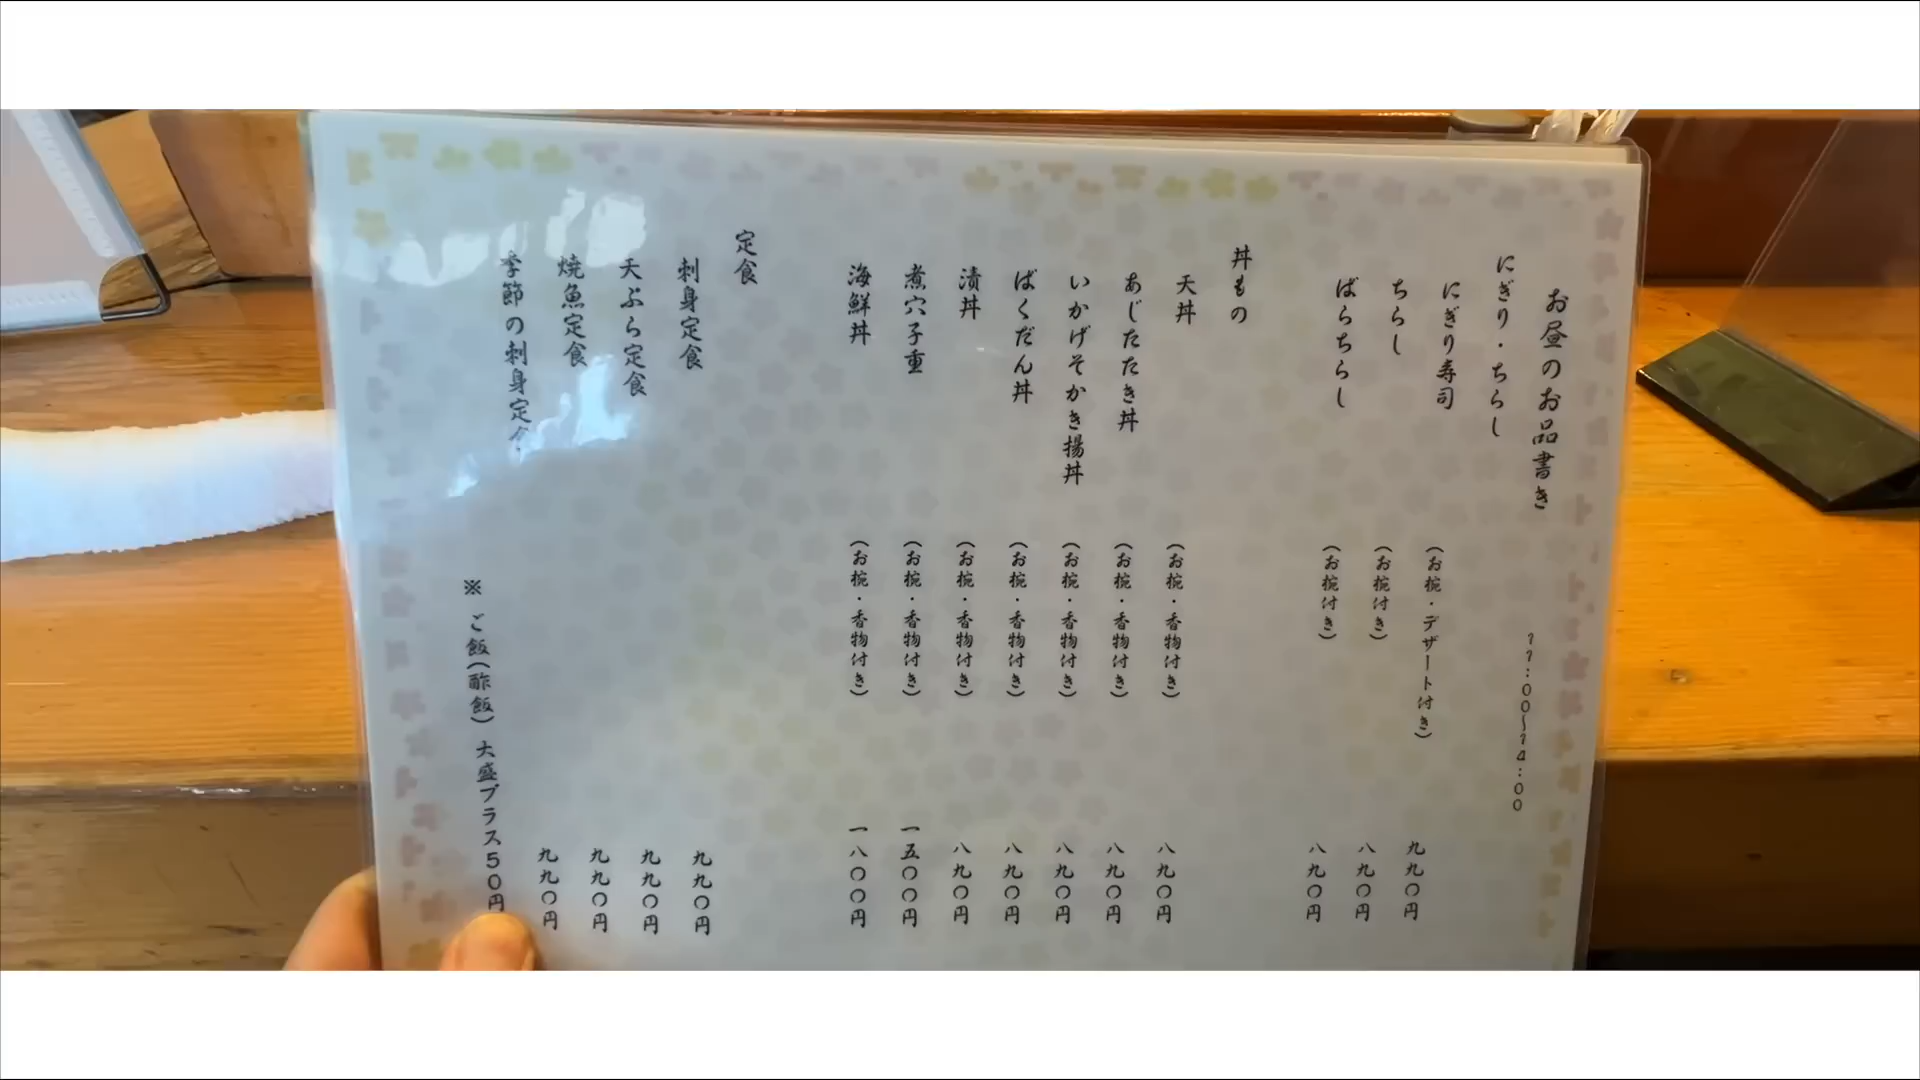 お昼のお品書き
11:00~14:00
にぎり・ちらし
にぎり寿司 (お椀・デザート付き) 九九〇円
ちらし (お椀付き) 八九〇円
ばらちらし (お椀付き) 八九〇円
丼もの
天丼 (お椀・香物付き) 八九〇円
あじたたき丼 (お椀・香物付き) 八九〇円
いかげそかき揚丼 (お椀・香物付き) 八九〇円
ばくだん丼 (お椀・香物付き) 八九〇円
漬丼 (お椀・香物付き) 八九〇円
煮穴子重 (お椀・香物付き) 一五〇〇円
海鮮丼 (お椀・香物付き) 一八〇〇円
定食
刺身定食 九九〇円
天ぷら定食 九九〇円
焼魚定食 九九〇円
季節の刺身定食 九九〇円
※ ご飯(酢飯) 大盛プラス50円